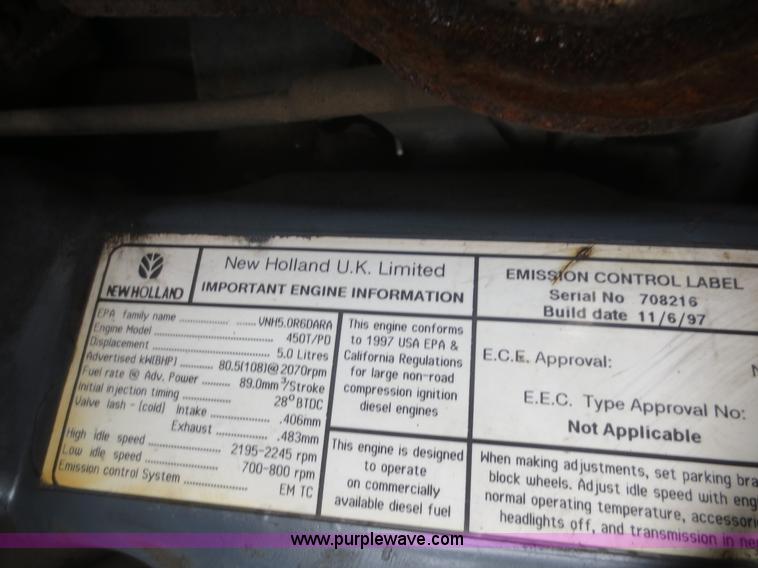 NEW HOLLAND
New Holland U.K. Limited
IMPORTANT ENGINE INFORMATION
EPA family name ........ ...... VNH5.0R6DARA
Engine Model ........ 450T/PD
Displacement ........ 5.0 Litres
Advertised kW(BHP) ........ 80.5(108)@ 2070rpm
Fuel rate @ Adv. Power ........ 89.0mm³/Stroke
Initial injection timing ........ 28° BTDC
Valve lash - (cold) Intake ........ .406mm
Exhaust ........ .483mm
High idle speed ........ 2195-2245 rpm
Low idle speed ........ 700-800 rpm
Emission control System ........ EM TC
This engine conforms
to 1997 USA EPA &
California Regulations
for large non-road
compression ignition
diesel engines
This engine is designed
to operate
on commercially
available diesel fuel
EMISSION CONTROL LABEL
Serial No 708216
Build date 11/6/97
E.C.E. Approval: N
E.E.C. Type Approval No:
Not Applicable
When making adjustments, set parking bra
block wheels. Adjust idle speed with eng
normal operating temperature, accessori
headlights off, and transmission in ne
www.purplewave.com